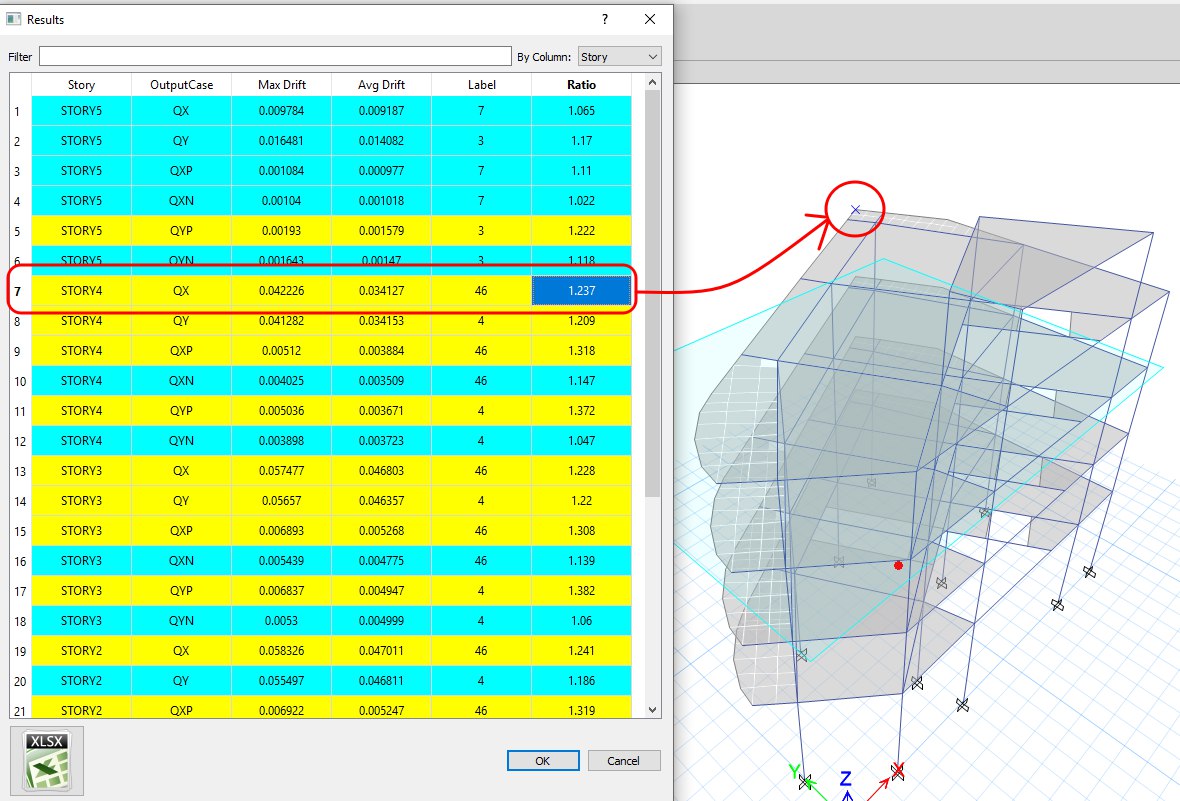 Results ?
Filter By Column: Story
Story OutputCase Max Drift Avg Drift Label Ratio
1 STORY5 QX 0.009784 0.009187 7 1.065
2 STORY5 QY 0.016481 0.014082 3 1.17
3 STORY5 QXP 0.001084 0.000977 7 1.11
4 STORY5 QXN 0.00104 0.001018 7 1.022
5 STORY5 QYP 0.00193 0.001579 3 1.222
6 STORY5 QYN 0.001643 0.00147 3 1.118
7 STORY4 QX 0.042226 0.034127 46 1.237
8 STORY4 QY 0.041282 0.034153 4 1.209
9 STORY4 QXP 0.00512 0.003884 46 1.318
10 STORY4 QXN 0.004025 0.003509 46 1.147
11 STORY4 QYP 0.005036 0.003671 4 1.372
12 STORY4 QYN 0.003898 0.003723 4 1.047
13 STORY3 QX 0.057477 0.046803 46 1.228
14 STORY3 QY 0.05657 0.046357 4 1.22
15 STORY3 QXP 0.006893 0.005268 46 1.308
16 STORY3 QXN 0.005439 0.004775 46 1.139
17 STORY3 QYP 0.006837 0.004947 4 1.382
18 STORY3 QYN 0.0053 0.004999 4 1.06
19 STORY2 QX 0.058326 0.047011 46 1.241
20 STORY2 QY 0.055497 0.046811 4 1.186
21 STORY2 QXP 0.006922 0.005247 46 1.319
XLSX
OK Cancel
Y Z X